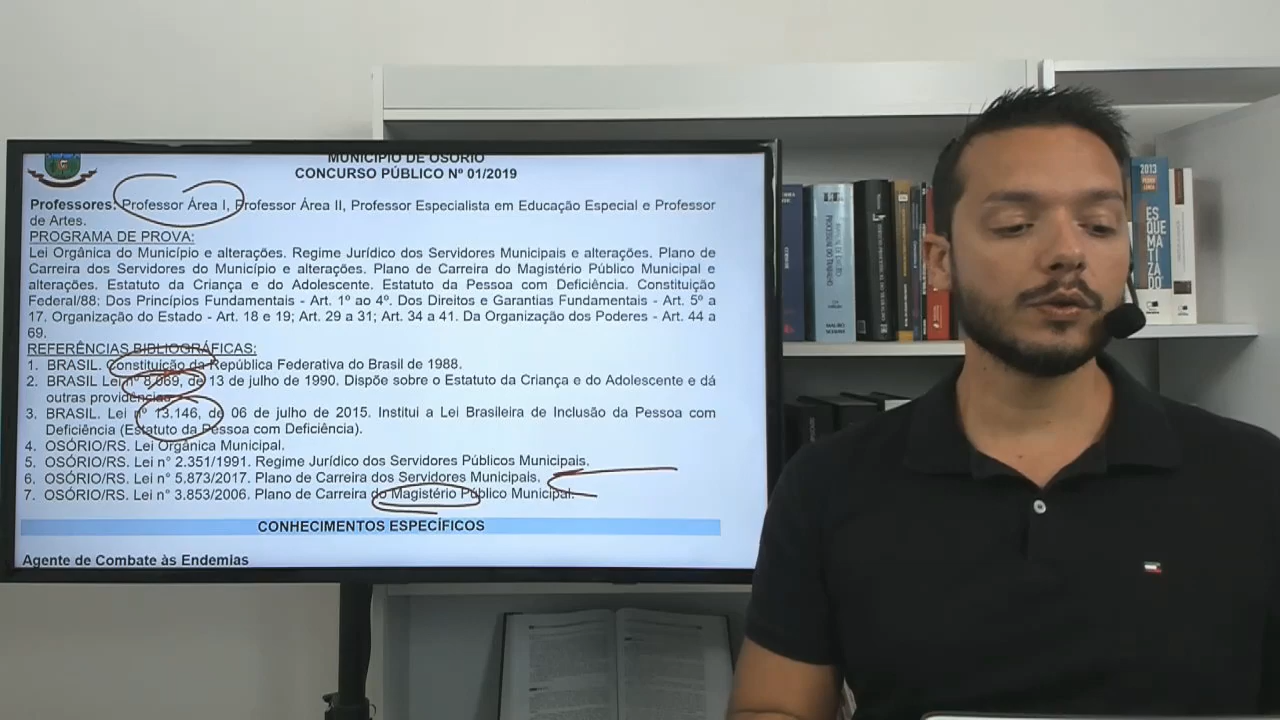 MUNICÍPIO DE OSÓRIO
CONCURSO PÚBLICO Nº 01/2019
Professores: Professor Área I, Professor Área II, Professor Especialista em Educação Especial e Professor
de Artes.
PROGRAMA DE PROVA:
Lei Orgânica do Município e alterações. Regime Jurídico dos Servidores Municipais e alterações. Plano de
Carreira dos Servidores do Município e alterações. Plano de Carreira do Magistério Público Municipal e
alterações. Estatuto da Criança e do Adolescente. Estatuto da Pessoa com Deficiência. Constituição
Federal/88; Dos Princípios Fundamentais - Art. 1º ao 4º. Dos Direitos e Garantias Fundamentais - Art. 5º a
17. Organização do Estado - Art. 18 e 19; Art. 29 a 31; Art. 34 a 41. Da Organização dos Poderes - Art. 44 a
69.
REFERÊNCIAS BIBLIOGRÁFICAS:
1. BRASIL. Constituição da República Federativa do Brasil de 1988.
2. BRASIL Lei nº 8.069, de 13 de julho de 1990. Dispõe sobre o Estatuto da Criança e do Adolescente e dá
outras providências.
3. BRASIL. Lei nº 13.146, de 06 de julho de 2015. Institui a Lei Brasileira de Inclusão da Pessoa com
Deficiência (Estatuto da Pessoa com Deficiência).
4. OSÓRIO/RS. Lei Orgânica Municipal.
5. OSÓRIO/RS. Lei n° 2.351/1991. Regime Jurídico dos Servidores Públicos Municipais.
6. OSÓRIO/RS. Lei n° 5.873/2017. Plano de Carreira dos Servidores Municipais.
7. OSÓRIO/RS. Lei n° 3.853/2006. Plano de Carreira do Magistério Público Municipal.
CONHECIMENTOS ESPECÍFICOS
Agente de Combate às Endemias
2013
ESQUEMATIZADO